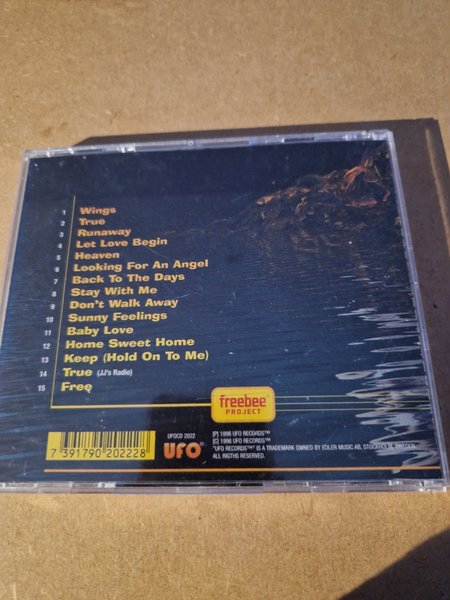 1 Wings
2 True
3 Runaway
4 Let Love Begin
5 Heaven
6 Looking For An Angel
7 Back To The Days
8 Stay With Me
9 Don't Walk Away
10 Sunny Feelings
11 Baby Love
12 Home Sweet Home
13 Keep (Hold On To Me)
14 True (JJ's Radio)
15 Free
freebee
PROJECT
7 391790 202228
UFOCD 2022
UFO®
[P] 1996 UFO RECORDS™
[C] 1996 UFO RECORDS™
"UFO RECORDS™" IS A TRADEMARK OWNED BY EDLER MUSIC AB, STOCKHOLM, SWEDEN.
ALL RIGTHS RESERVED.